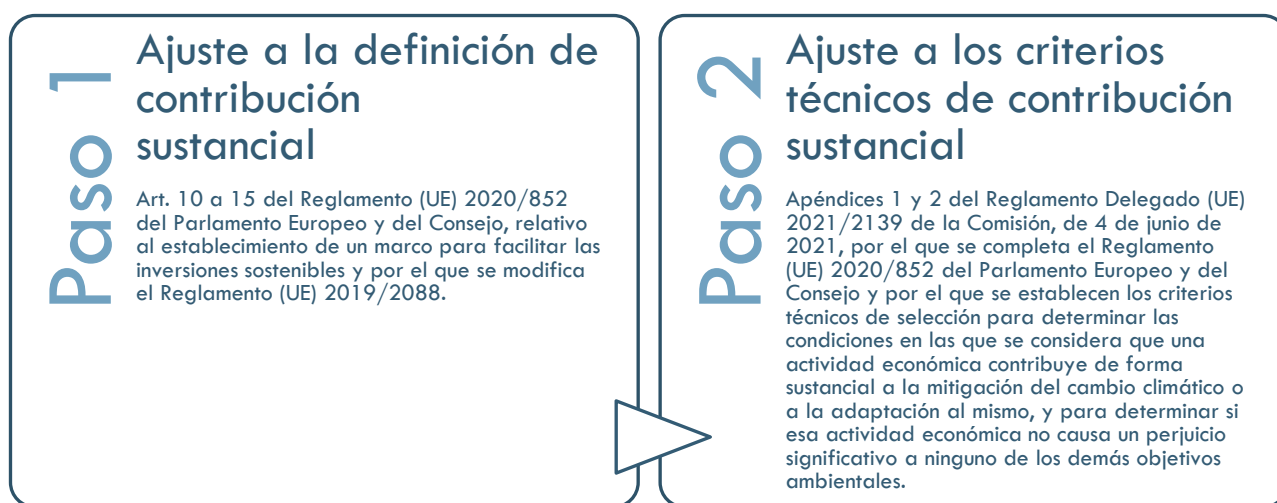 Paso 1
Ajuste a la definición de
contribución
sustancial
Art. 10 a 15 del Reglamento (UE) 2020/852
del Parlamento Europeo y del Consejo, relativo
al establecimiento de un marco para facilitar las
inversiones sostenibles y por el que se modifica
el Reglamento (UE) 2019/2088.
Paso 2
Ajuste a los criterios
técnicos de contribución
sustancial
Apéndices 1 y 2 del Reglamento Delegado (UE)
2021/2139 de la Comisión, de 4 de junio de
2021, por el que se completa el Reglamento
(UE) 2020/852 del Parlamento Europeo y del
Consejo y por el que se establecen los criterios
técnicos de selección para determinar las
condiciones en las que se considera que una
actividad económica contribuye de forma
sustancial a la mitigación del cambio climático o
a la adaptación al mismo, y para determinar si
esa actividad económica no causa un perjuicio
significativo a ninguno de los demás objetivos
ambientales.